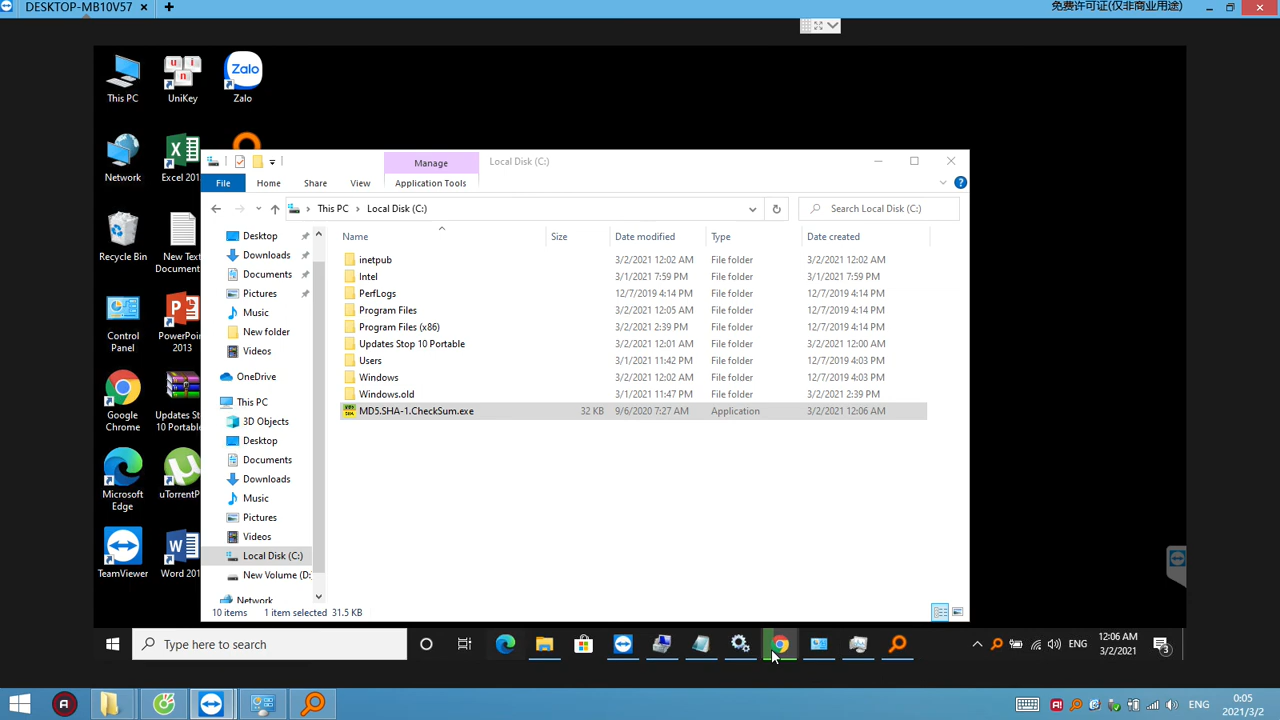 DESKTOP-MB10V57
免费许可证(仅非商业用途)
This PC
UniKey
Zalo
Zalo
Network
Excel 201
Recycle Bin
New Text Document...
Control Panel
PowerPoint 2013
Google Chrome
Updates St 10 Portable
Microsoft Edge
uTorrentP
TeamViewer
Word 201
Manage
Local Disk (C:)
File
Home
Share
View
Application Tools
This PC
Local Disk (C:)
Search Local Disk (C:)
Desktop
Downloads
Documents
Pictures
Music
New folder
Videos
OneDrive
This PC
3D Objects
Desktop
Documents
Downloads
Music
Pictures
Videos
Local Disk (C:)
New Volume (D:
Network
Name Size Date modified Type Date created
inetpub 3/2/2021 12:02 AM File folder 3/2/2021 12:02 AM
Intel 3/1/2021 7:59 PM File folder 3/1/2021 7:59 PM
PerfLogs 12/7/2019 4:14 PM File folder 12/7/2019 4:14 PM
Program Files 3/2/2021 12:05 AM File folder 12/7/2019 4:14 PM
Program Files (x86) 3/2/2021 2:39 PM File folder 12/7/2019 4:14 PM
Updates Stop 10 Portable 3/2/2021 12:01 AM File folder 3/2/2021 12:00 AM
Users 3/1/2021 11:42 PM File folder 12/7/2019 4:03 PM
Windows 3/2/2021 12:02 AM File folder 12/7/2019 4:03 PM
Windows.old 3/1/2021 11:47 PM File folder 3/2/2021 2:39 PM
MD5.SHA-1.CheckSum.exe 32 KB 9/6/2020 7:27 AM Application 3/2/2021 12:06 AM
10 items 1 item selected 31.5 KB
Type here to search
ENG
12:06 AM
3/2/2021
3
ENG
0:05
2021/3/2